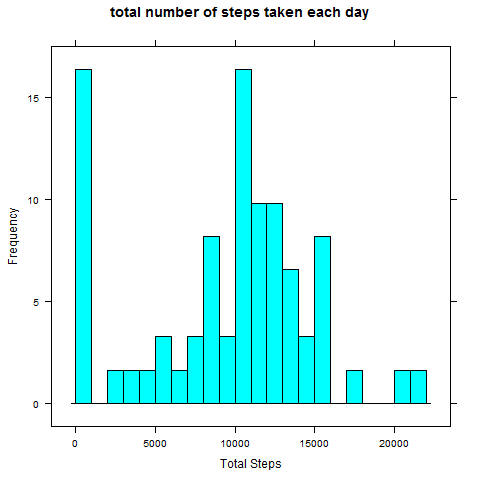 total number of steps taken each day
15
10
5
0
Frequency
0 5000 10000 15000 20000
Total Steps